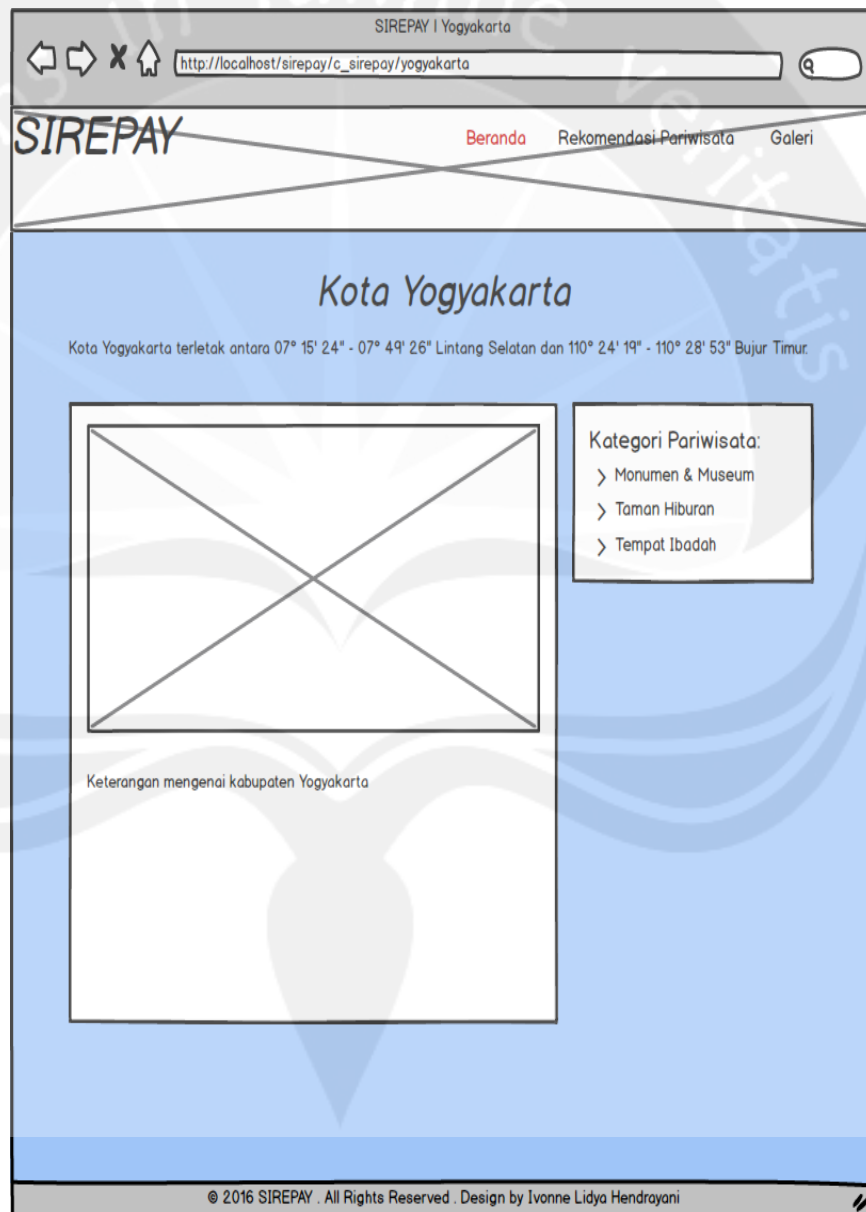 SIREPAY | Yogyakarta
http://localhost/sirepay/c_sirepay/yogyakarta
SIREPAY
Beranda Rekomendasi Pariwisata Galeri
Kota Yogyakarta
Kota Yogyakarta terletak antara 07° 15' 24" - 07° 49' 26" Lintang Selatan dan 110° 24' 19" - 110° 28' 53" Bujur Timur.
Kategori Pariwisata:
Monumen & Museum
Taman Hiburan
Tempat Ibadah
Keterangan mengenai kabupaten Yogyakarta
© 2016 SIREPAY . All Rights Reserved . Design by Ivonne Lidya Hendrayani